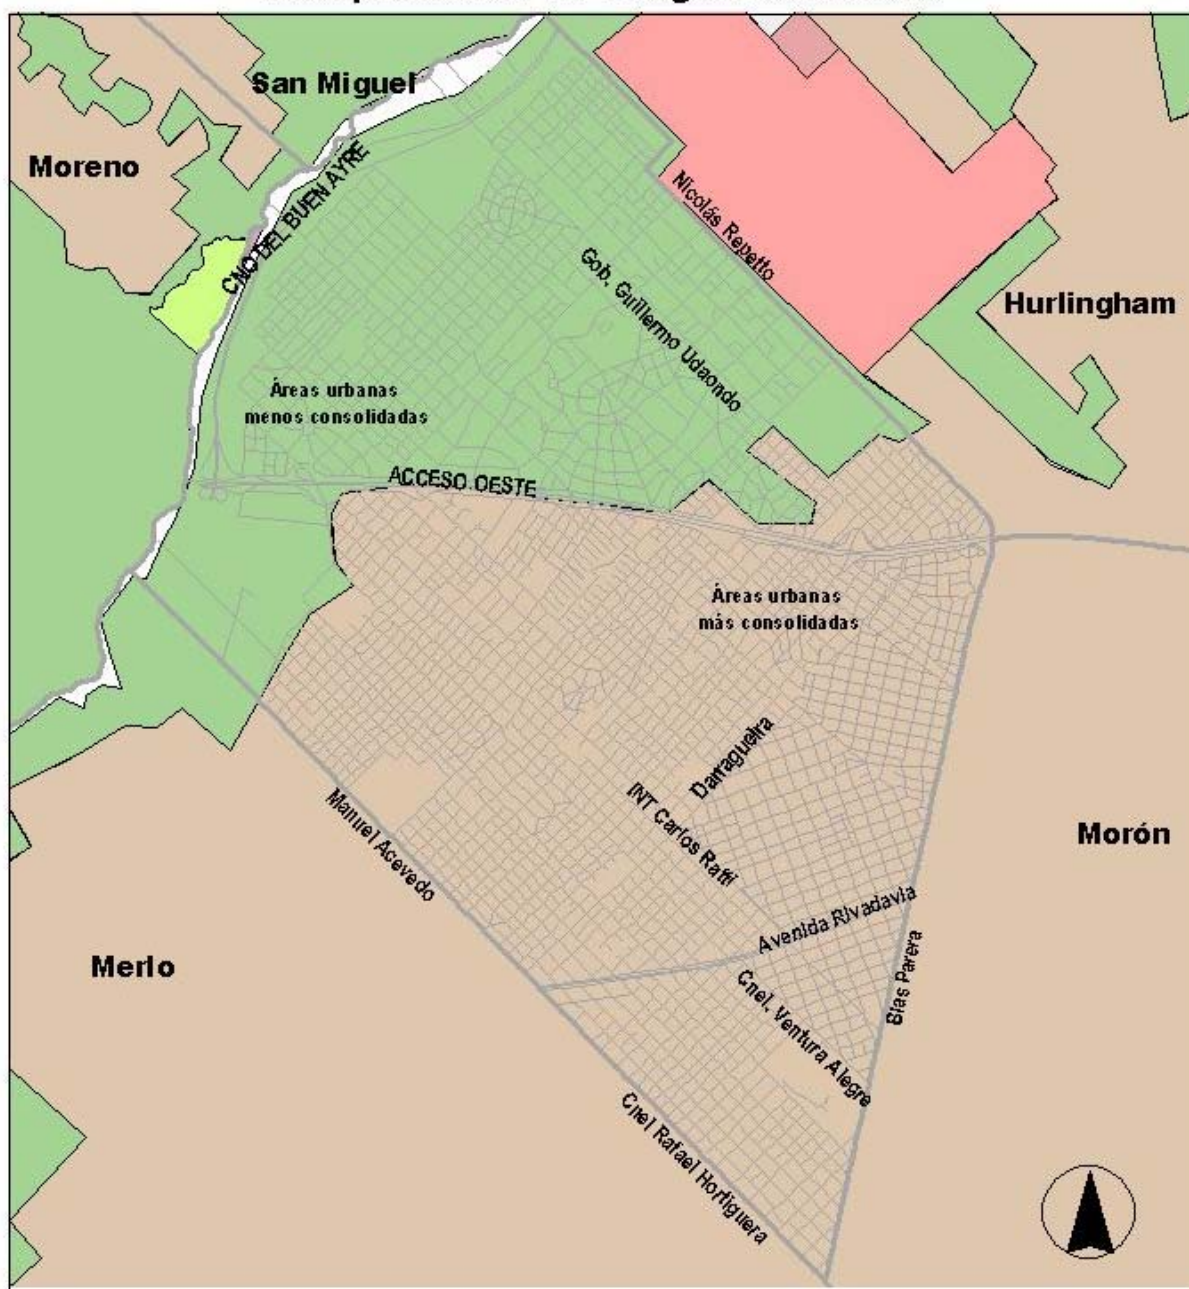 San Miguel
Moreno
CNO DEL BUEN AYRE
Nicolás Repetto
Gob. Guillermo Udaondo
Hurlingham
Áreas urbanas
menos consolidadas
ACCESO OESTE
Áreas urbanas
más consolidadas
Darragueira
INT Carlos Ratti
Manuel Acevedo
Morón
Avenida Rivadavia
Merlo
Blas Parera
Cnel. Ventura Alegre
Cnel Rafael Hortiguera